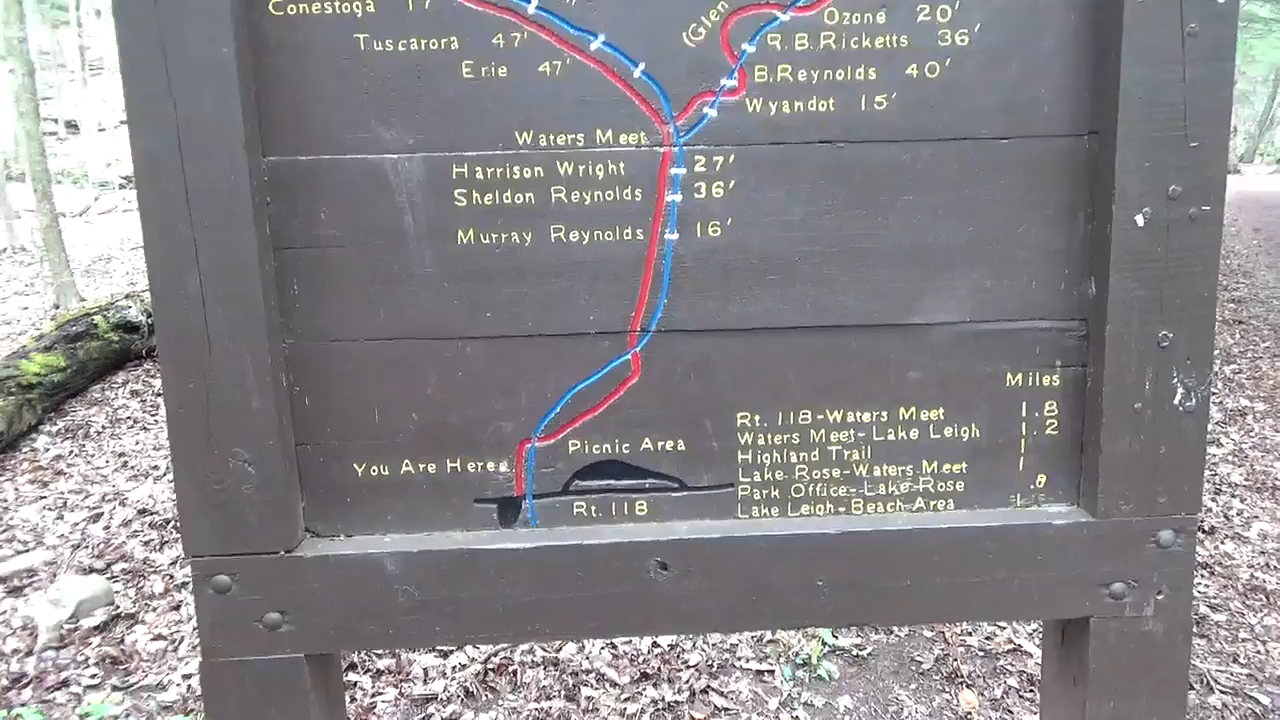 Conestoga 17'
(Glen
Ozone 20'
Tuscarora 47'
R.B.Ricketts 36'
Erie 47'
B.Reynolds 40'
Wyandot 15'
Waters Meet
Harrison Wright 27'
Sheldon Reynolds 36'
Murray Reynolds 16'
Miles
Rt. 118-Waters Meet 1.8
Waters Meet-Lake Leigh 1.2
Highland Trail 1
Lake Rose-Waters Meet 1
Park Office-Lake Rose .8
Lake Leigh-Beach Area
Picnic Area
You Are Here
Rt. 118